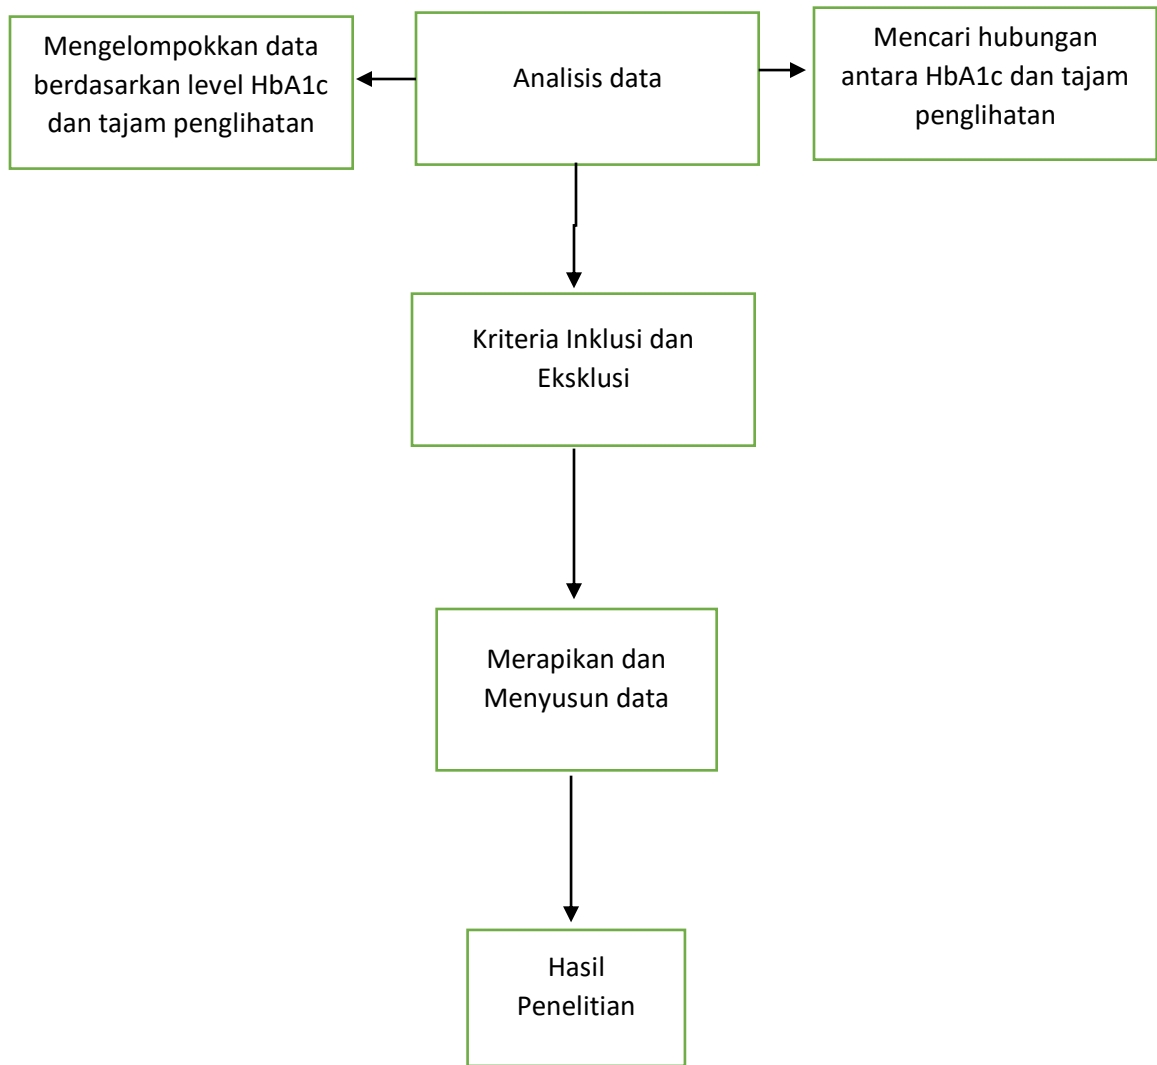 Mengelompokkan data
berdasarkan level HbA1c
dan tajam penglihatan
Analisis data
Mencari hubungan
antara HbA1c dan tajam
penglihatan
Kriteria Inklusi dan
Eksklusi
Merapikan dan
Menyusun data
Hasil
Penelitian